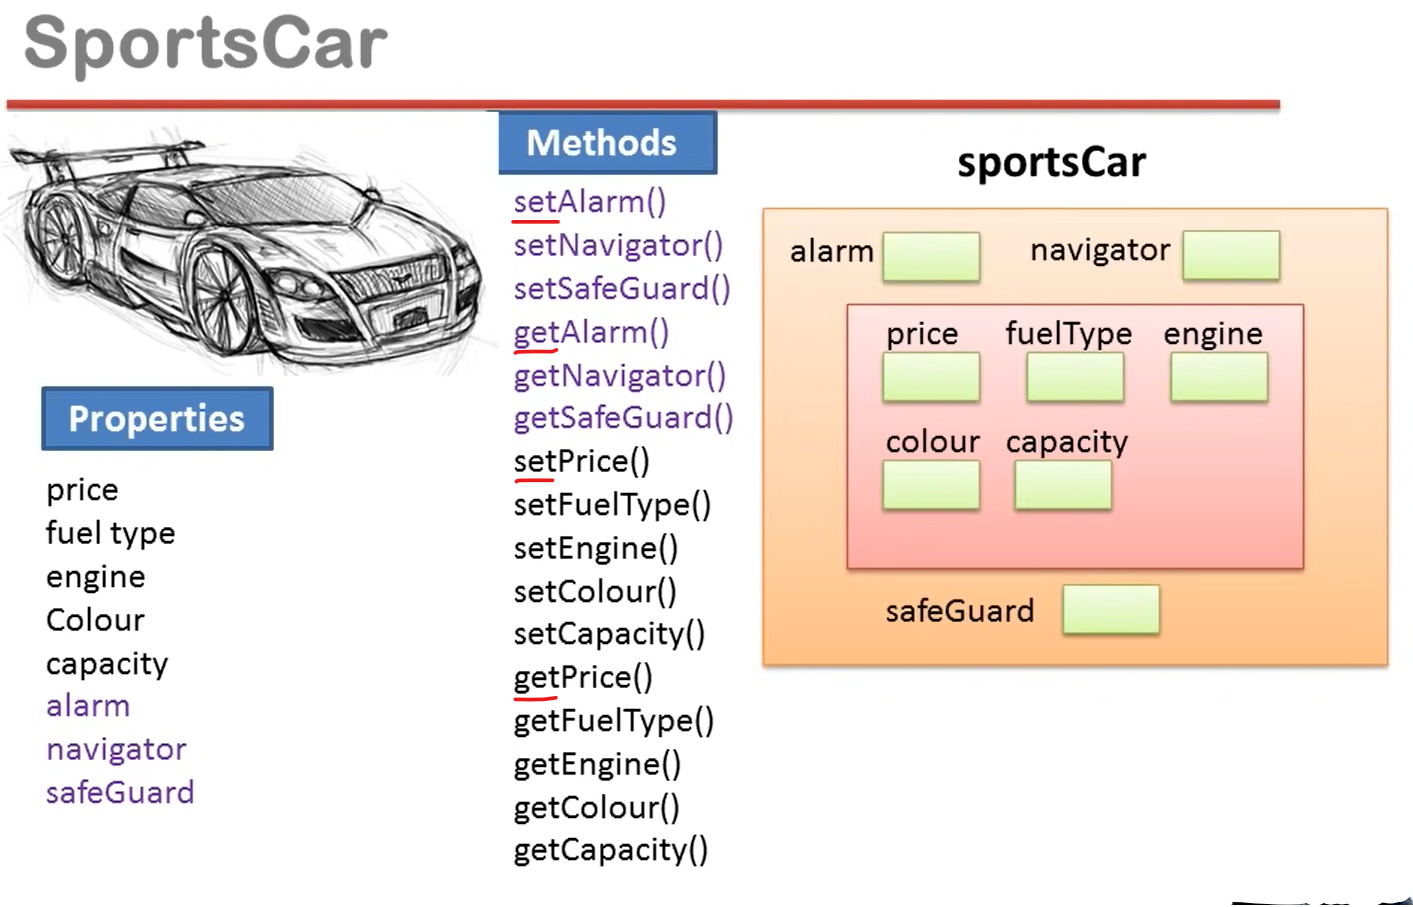 SportsCar
Methods
setAlarm()
setNavigator()
setSafeGuard()
getAlarm()
getNavigator()
getSafeGuard()
setPrice()
setFuelType()
setEngine()
setColour()
setCapacity()
getPrice()
getFuelType()
getEngine()
getColour()
getCapacity()
Properties
price
fuel type
engine
Colour
capacity
alarm
navigator
safeGuard
sportsCar
alarm navigator
price fuelType engine
colour capacity
safeGuard